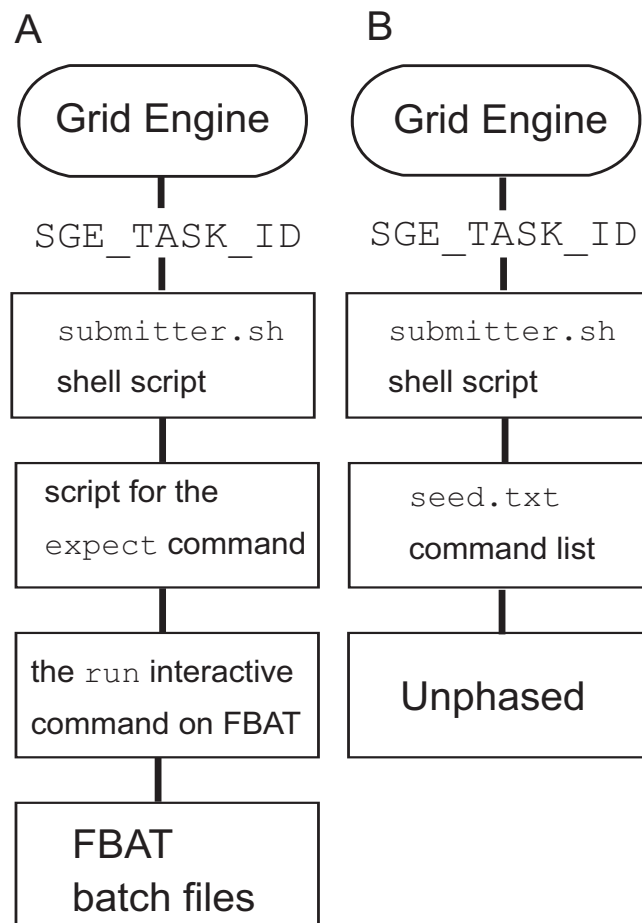 A
Grid Engine
SGE_TASK_ID
submitter.sh
shell script
script for the
expect command
the run interactive
command on FBAT
FBAT
batch files
B
Grid Engine
SGE_TASK_ID
submitter.sh
shell script
seed.txt
command list
Unphased